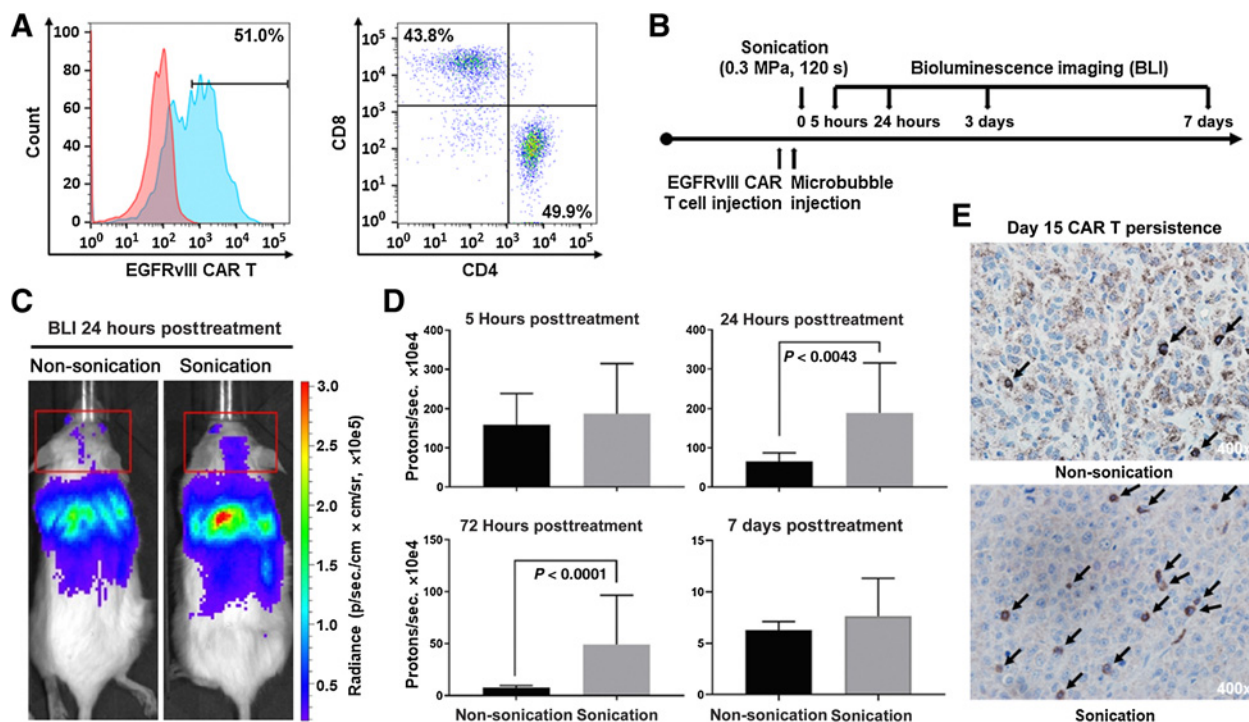 A
51.0%
100
80
60
40
20
0
Count
10^0 10^1 10^2 10^3 10^4 10^5
EGFRvIII CAR T
43.8%
10^5
10^4
10^3
10^2
10^1
10^0
CD8
49.9%
10^0 10^1 10^2 10^3 10^4 10^5
CD4
B
Sonication
(0.3 MPa, 120 s)
Bioluminescence imaging (BLI)
0 5 hours 24 hours 3 days 7 days
EGFRvIII CAR Microbubble
T cell injection injection
C
BLI 24 hours posttreatment
Non-sonication Sonication
3.0
2.5
2.0
1.5
1.0
0.5
Radiance (p/sec./cm × cm/sr, ×10e5)
D
5 Hours posttreatment
400
300
200
100
0
Protons/sec. ×10e4
24 Hours posttreatment
P < 0.0043
400
300
200
100
0
Protons/sec. ×10e4
72 Hours posttreatment
P < 0.0001
150
100
50
0
Protons/sec. ×10e4
Non-sonication Sonication
7 days posttreatment
15
10
5
0
Protons/sec. ×10e4
Non-sonication Sonication
E
Day 15 CAR T persistence
400x
Non-sonication
400x
Sonication